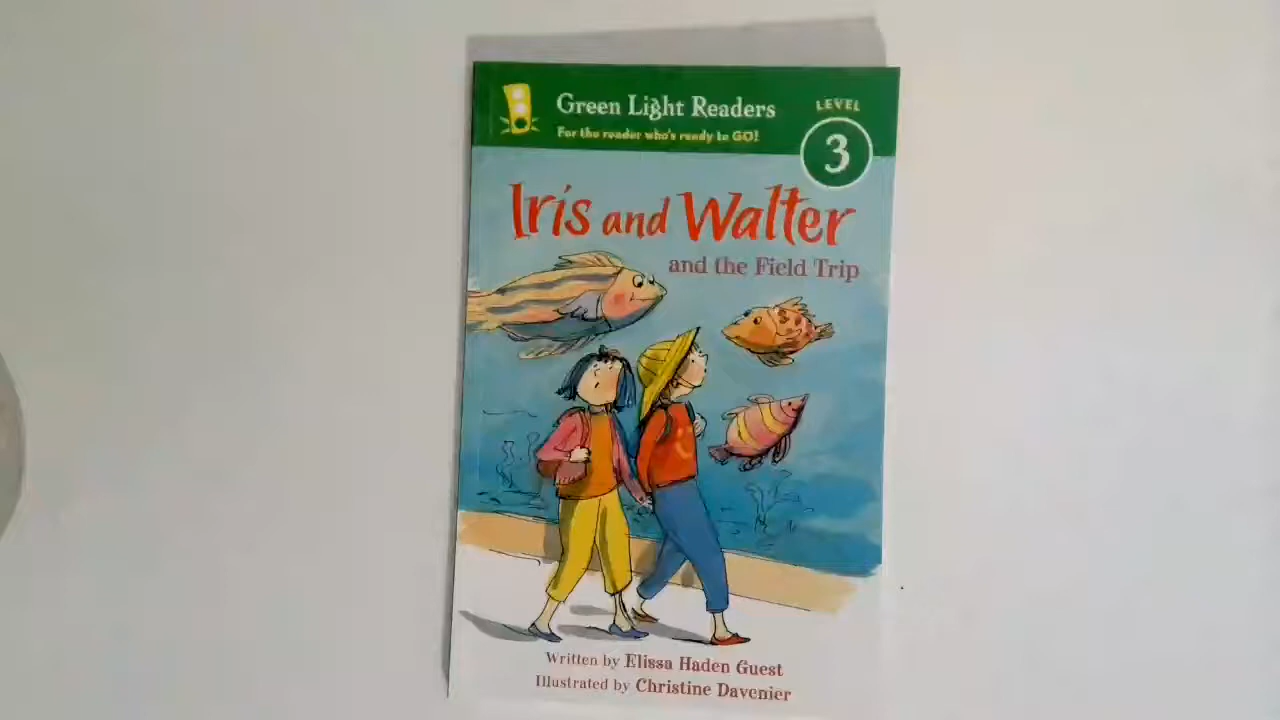 Green Light Readers
For the reader who's ready to GO!
LEVEL
3
Iris and Walter
and the Field Trip
Written by Elissa Haden Guest
Illustrated by Christine Davenier